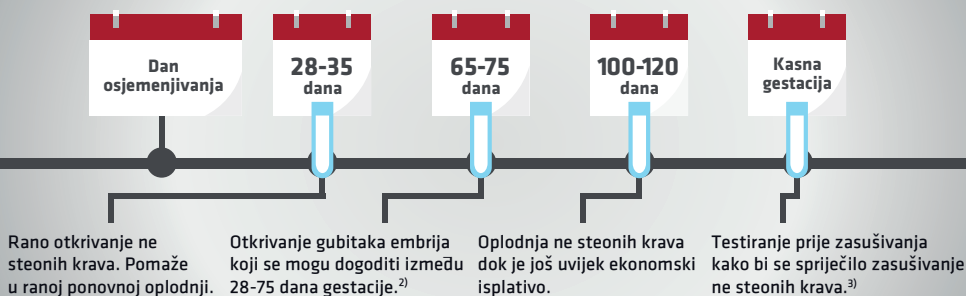 Dan
osjemenjivanja
28-35
dana
65-75
dana
100-120
dana
Kasna
gestacija
Rano otkrivanje ne
steonih krava. Pomaže
u ranoj ponovnoj oplodnji.
Otkrivanje gubitaka embrija
koji se mogu dogoditi između
28-75 dana gestacije.2)
Oplodnja ne steonih krava
dok je još uvijek ekonomski
isplativo.
Testiranje prije zasušivanja
kako bi se spriječilo zasušivanje
ne steonih krava.3)